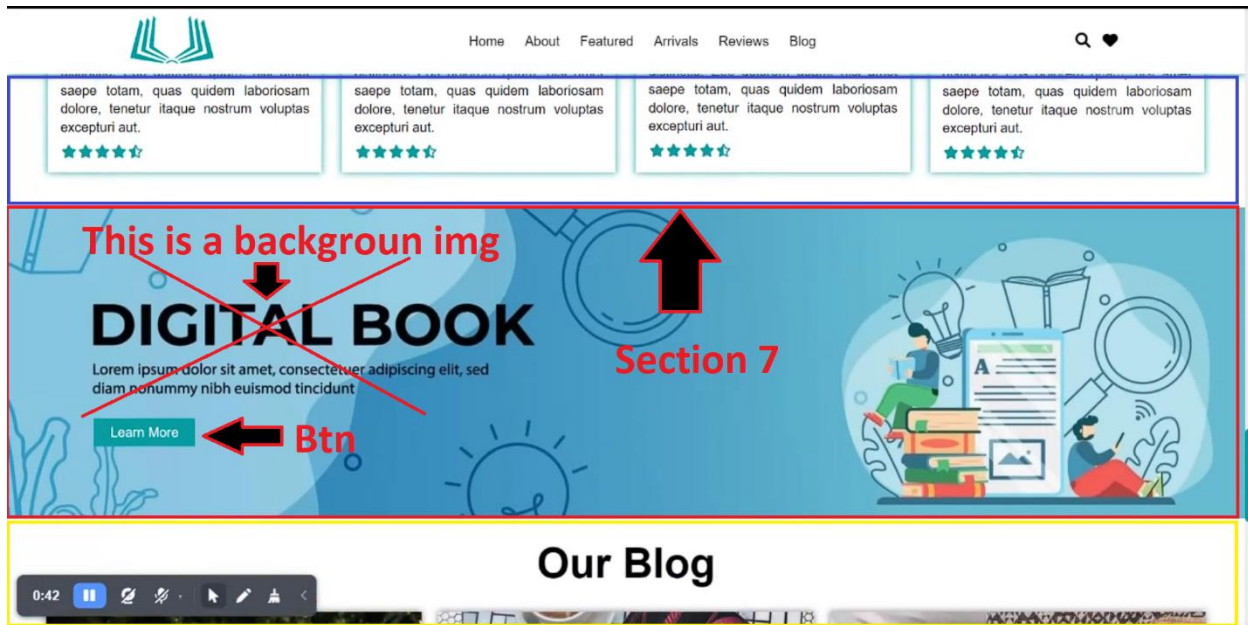 Home About Featured Arrivals Reviews Blog
saepe totam, quas quidem laboriosam
dolore, tenetur itaque nostrum voluptas
excepturi aut.
saepe totam, quas quidem laboriosam
dolore, tenetur itaque nostrum voluptas
excepturi aut.
saepe totam, quas quidem laboriosam
dolore, tenetur itaque nostrum voluptas
excepturi aut.
saepe totam, quas quidem laboriosam
dolore, tenetur itaque nostrum voluptas
excepturi aut.
This is a backgroun img
DIGITAL BOOK
Lorem ipsum dolor sit amet, consectetuer adipiscing elit, sed
diam nonummy nibh euismod tincidunt
Learn More
Btn
Section 7
A
Our Blog
0:42